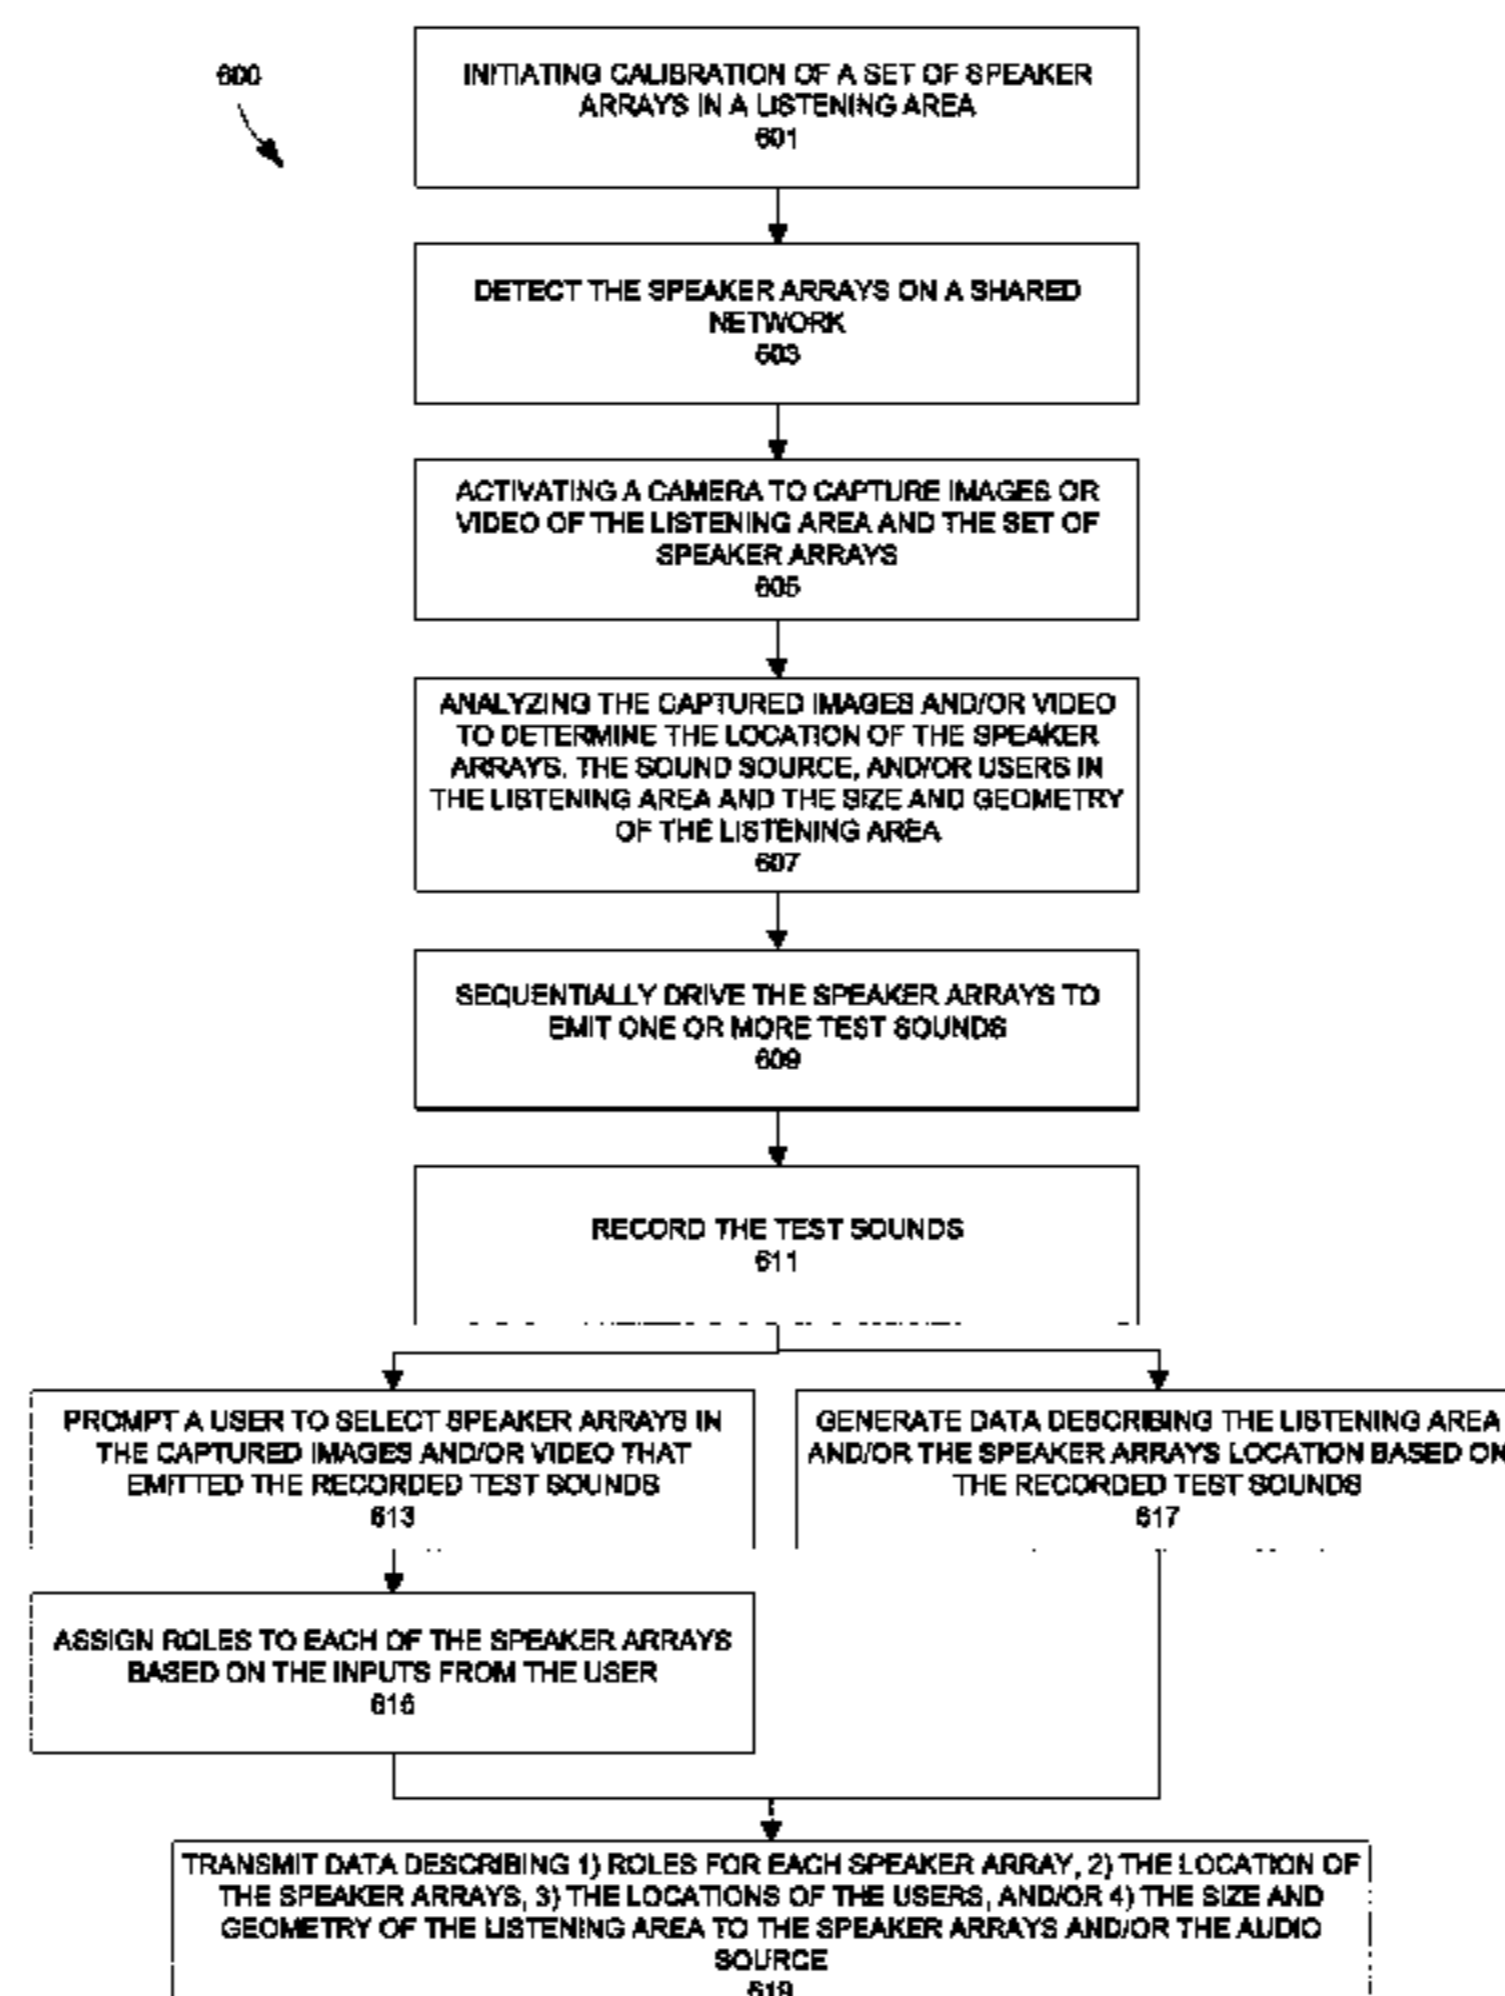 600
INITIATING CALIBRATION OF A SET OF SPEAKER
ARRAYS IN A LISTENING AREA
601
DETECT THE SPEAKER ARRAYS ON A SHARED
NETWORK
603
ACTIVATING A CAMERA TO CAPTURE IMAGES OR
VIDEO OF THE LISTENING AREA AND THE SET OF
SPEAKER ARRAYS
605
ANALYZING THE CAPTURED IMAGES AND/OR VIDEO
TO DETERMINE THE LOCATION OF THE SPEAKER
ARRAYS, THE SOUND SOURCE, AND/OR USERS IN
THE LISTENING AREA AND THE SIZE AND GEOMETRY
OF THE LISTENING AREA
607
SEQUENTIALLY DRIVE THE SPEAKER ARRAYS TO
EMIT ONE OR MORE TEST SOUNDS
609
RECORD THE TEST SOUNDS
611
PROMPT A USER TO SELECT SPEAKER ARRAYS IN
THE CAPTURED IMAGES AND/OR VIDEO THAT
EMITTED THE RECORDED TEST SOUNDS
613
ASSIGN ROLES TO EACH OF THE SPEAKER ARRAYS
BASED ON THE INPUTS FROM THE USER
615
GENERATE DATA DESCRIBING THE LISTENING AREA
AND/OR THE SPEAKER ARRAYS LOCATION BASED ON
THE RECORDED TEST SOUNDS
617
TRANSMIT DATA DESCRIBING 1) ROLES FOR EACH SPEAKER ARRAY, 2) THE LOCATION OF
THE SPEAKER ARRAYS, 3) THE LOCATIONS OF THE USERS, AND/OR 4) THE SIZE AND
GEOMETRY OF THE LISTENING AREA TO THE SPEAKER ARRAYS AND/OR THE AUDIO
SOURCE
619